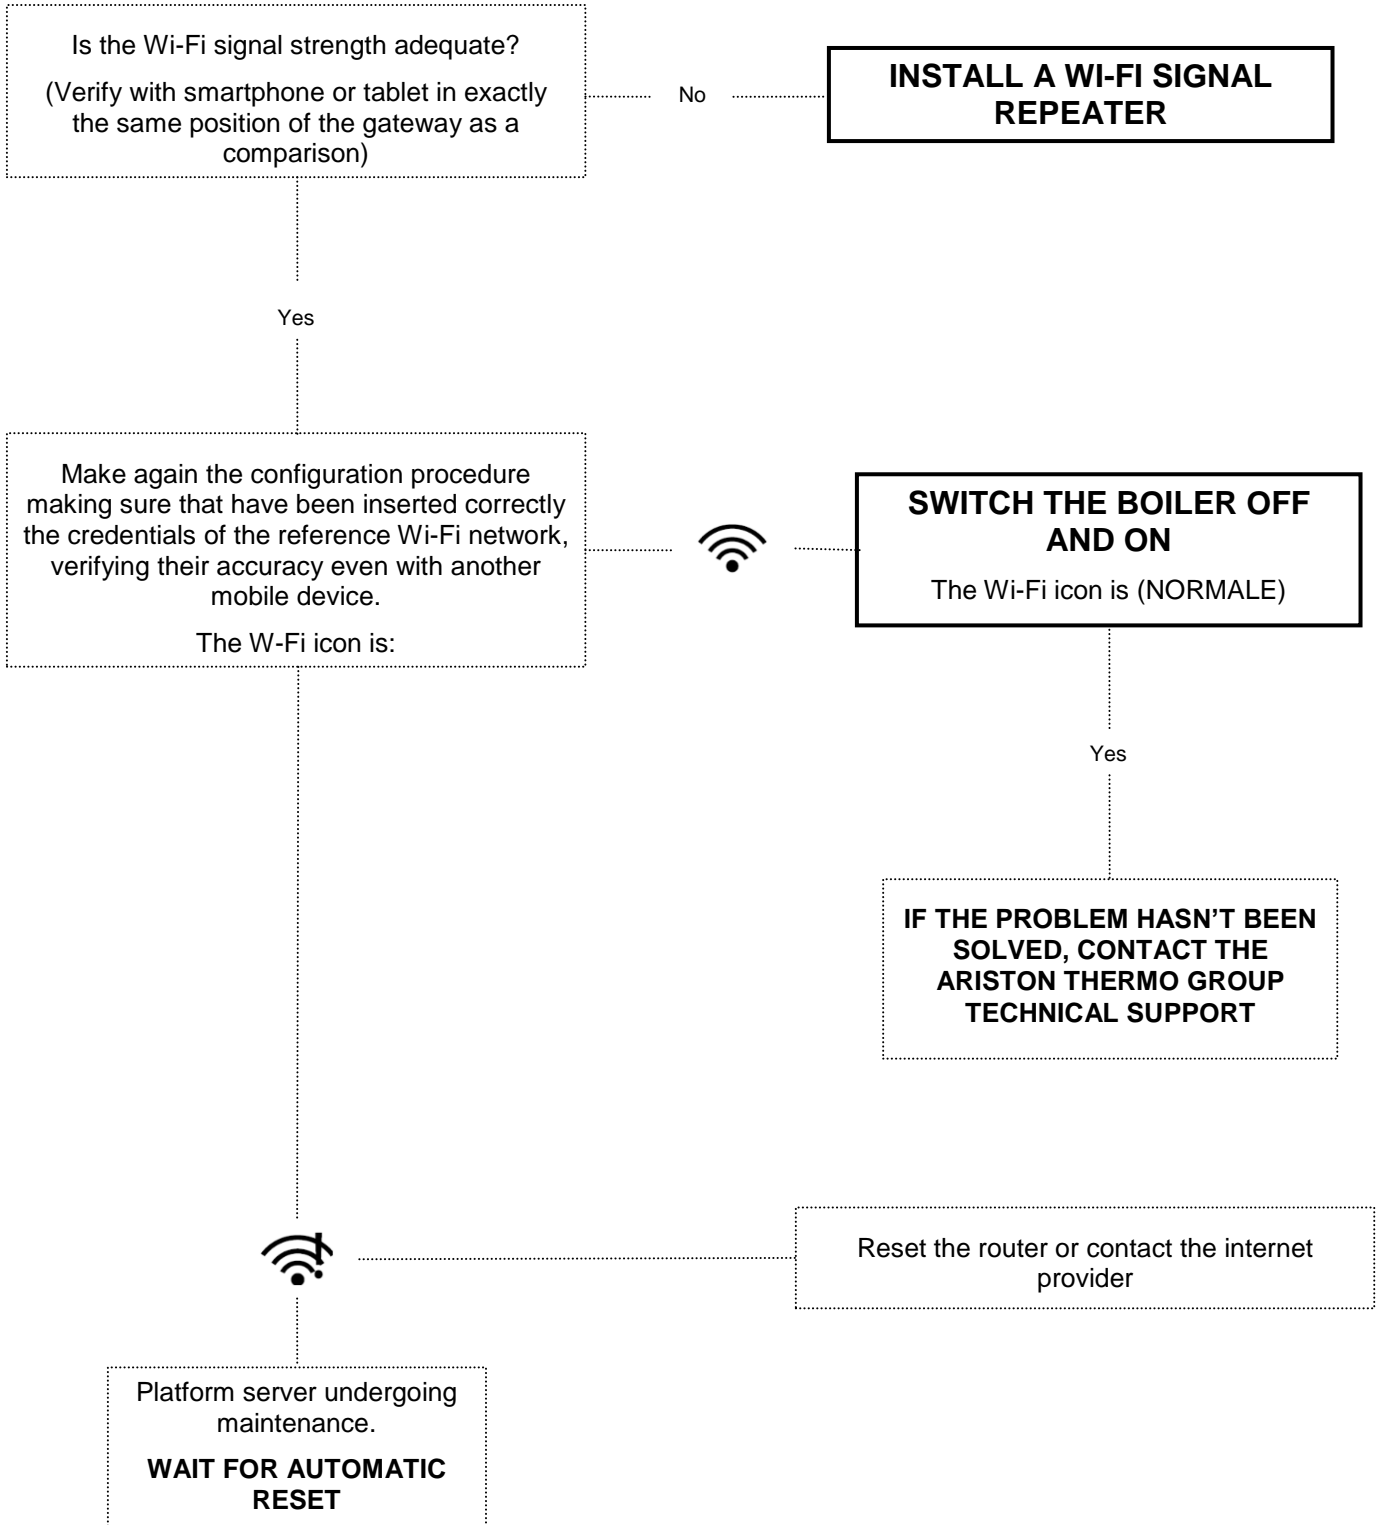 Is the Wi-Fi signal strength adequate?
(Verify with smartphone or tablet in exactly
the same position of the gateway as a
comparison)
No
INSTALL A WI-FI SIGNAL
REPEATER
Yes
Make again the configuration procedure
making sure that have been inserted correctly
the credentials of the reference Wi-Fi network,
verifying their accuracy even with another
mobile device.
The W-Fi icon is:
SWITCH THE BOILER OFF
AND ON
The Wi-Fi icon is (NORMALE)
Yes
IF THE PROBLEM HASN'T BEEN
SOLVED, CONTACT THE
ARISTON THERMO GROUP
TECHNICAL SUPPORT
Reset the router or contact the internet
provider
Platform server undergoing
maintenance.
WAIT FOR AUTOMATIC
RESET